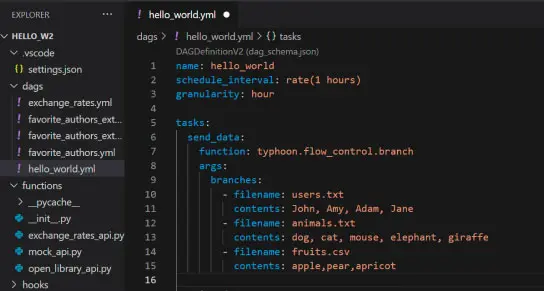 EXPLORER
HELLO_W2
.vscode
settings.json
dags
exchange_rates.yml
favorite_authors_ext...
favorite_authors_ext...
favorite_authors.yml
hello_world.yml
functions
__pycache__
__init__.py
exchange_rates_api.py
mock_api.py
open_library_api.py
hooks
hello_world.yml
dags > hello_world.yml > tasks
DAGDefinitionV2 (dag_schema.json)
1 name: hello_world
2 schedule_interval: rate(1 hours)
3 granularity: hour
4
5 tasks:
6 send_data:
7 function: typhoon.flow_control.branch
8 args:
9 branches:
10 - filename: users.txt
11 contents: John, Amy, Adam, Jane
12 - filename: animals.txt
13 contents: dog, cat, mouse, elephant, giraffe
14 - filename: fruits.csv
15 contents: apple,pear,apricot
16